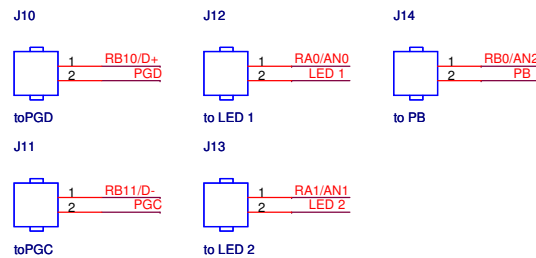 J10
1 RB10/D+
2 PGD
toPGD
J12
1 RA0/AN0
2 LED 1
to LED 1
J14
1 RB0/AN2
2 PB
to PB
J11
1 RB11/D-
2 PGC
toPGC
J13
1 RA1/AN1
2 LED 2
to LED 2